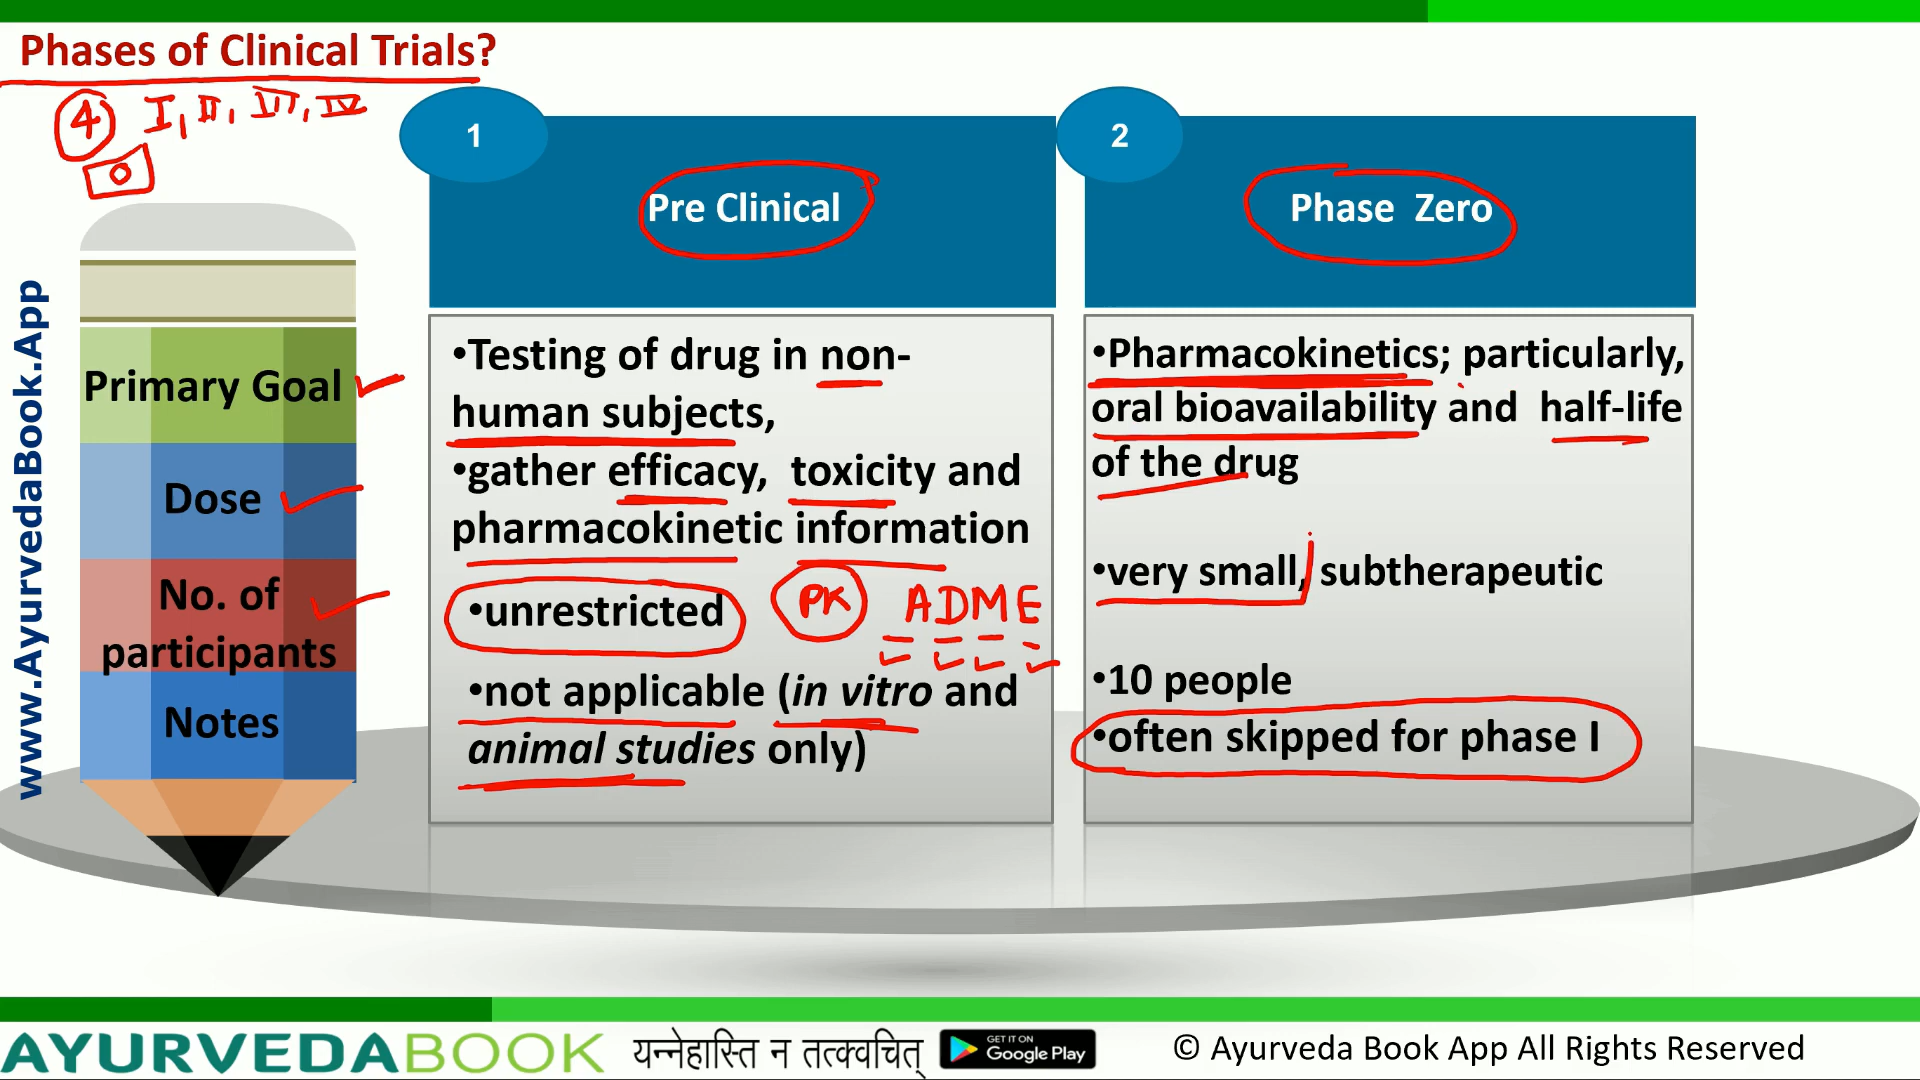 Phases of Clinical Trials?
4 I, II, III, IV
0
www.AyurvedaBook.App
Primary Goal
Dose
No. of
participants
Notes
1
Pre Clinical
•Testing of drug in non-
human subjects,
•gather efficacy, toxicity and
pharmacokinetic information
•unrestricted
PK ADME
•not applicable (in vitro and
animal studies only)
2
Phase Zero
•Pharmacokinetics; particularly,
oral bioavailability and half-life
of the drug
•very small, subtherapeutic
•10 people
•often skipped for phase I
AYURVEDABOOK
यन्नेहास्ति न तत्क्वचित्
GET IT ON
Google Play
© Ayurveda Book App All Rights Reserved